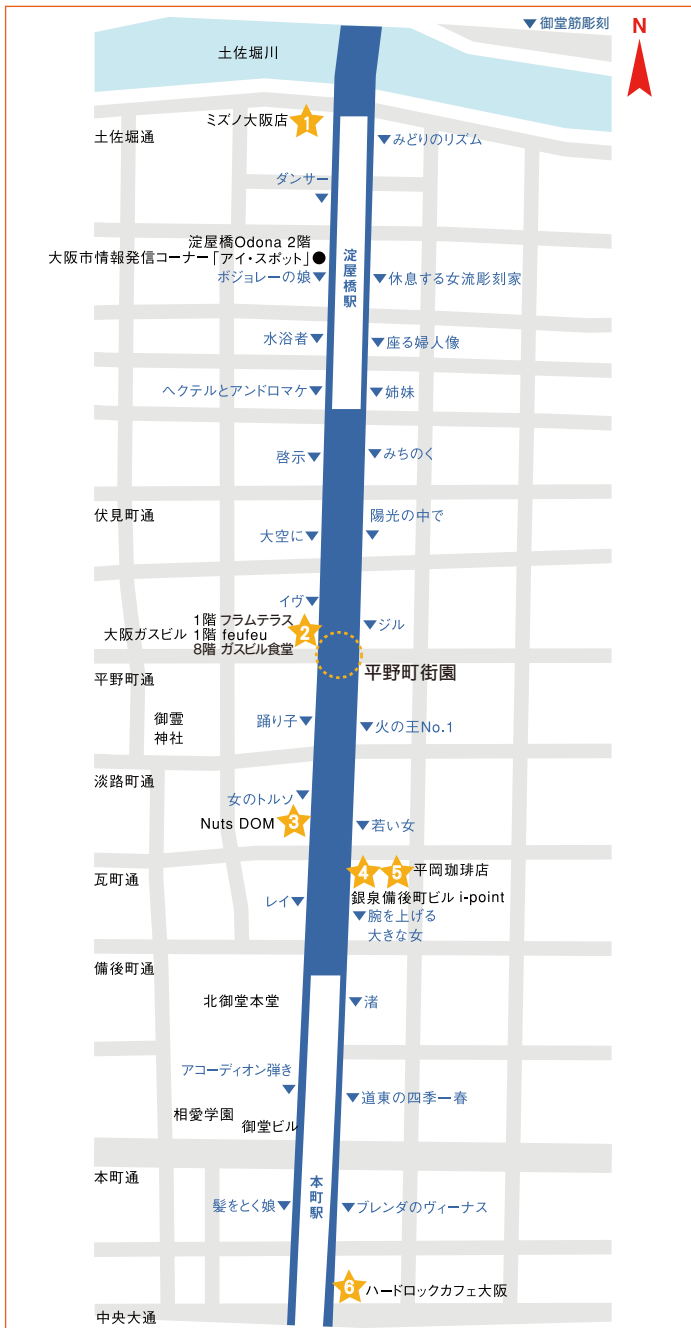 ▼御堂筋彫刻
N
土佐堀川
ミズノ大阪店
1
土佐堀通
▼みどりのリズム
ダンサー
▼
淀屋橋Odona 2階
大阪市情報発信コーナー「アイ・スポット」●
淀屋橋駅
ボジョレーの娘▼
▼休息する女流彫刻家
水浴者▼
▼座る婦人像
ヘクテルとアンドロマケ▼
▼姉妹
啓示▼
▼みちのく
伏見町通
陽光の中で
▼
大空に▼
イヴ▼
1階 フラムテラス
大阪ガスビル 1階 feufeu
8階 ガスビル食堂
2
▼ジル
平野町街園
平野町通
御霊
神社
踊り子▼
▼火の王No.1
淡路町通
女のトルソ▼
Nuts DOM
3
▼若い女
瓦町通
4
5
平岡珈琲店
銀泉備後町ビル i-point
レイ▼
▼腕を上げる
大きな女
備後町通
北御堂本堂
▼渚
アコーディオン弾き
▼
▼道東の四季ー春
相愛学園
御堂ビル
本町通
本町駅
髪をとく娘▼
▼ブレンダのヴィーナス
6
ハードロックカフェ大阪
中央大通